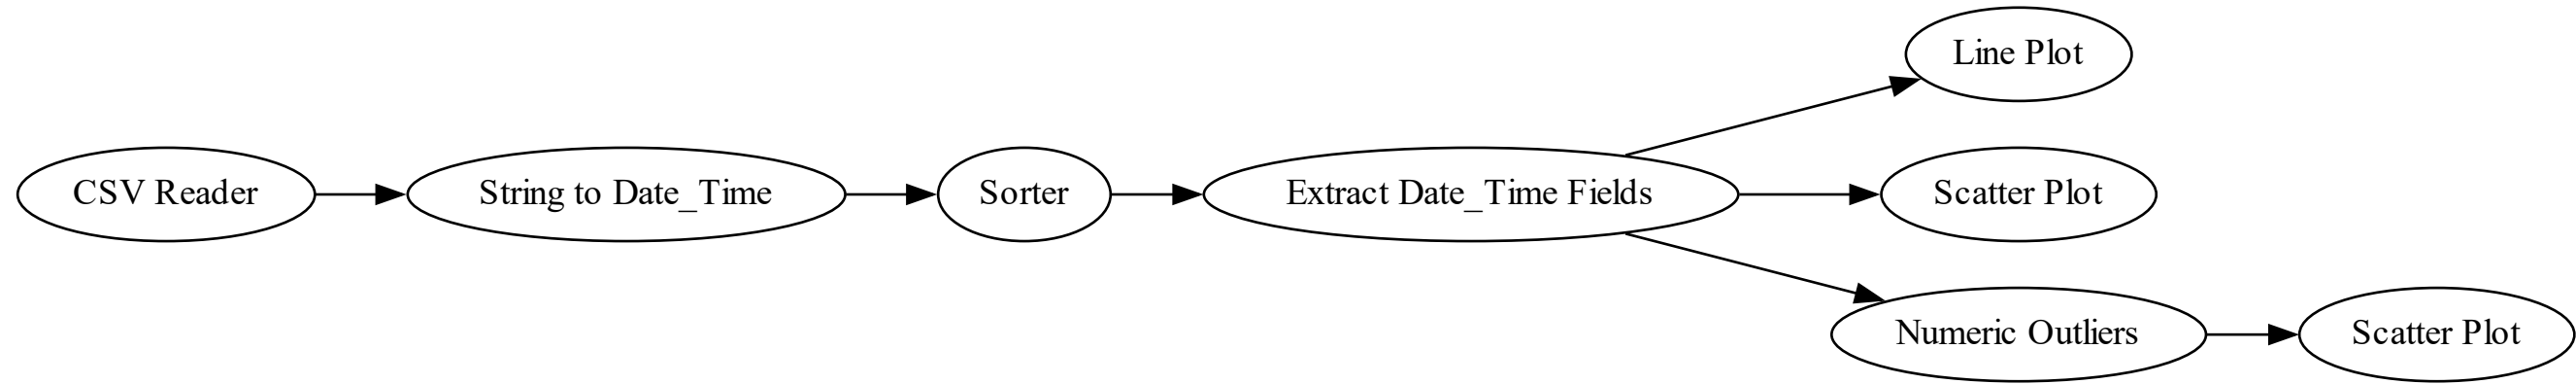 Line Plot
CSV Reader
String to Date_Time
Sorter
Extract Date_Time Fields
Scatter Plot
Numeric Outliers
Scatter Plot